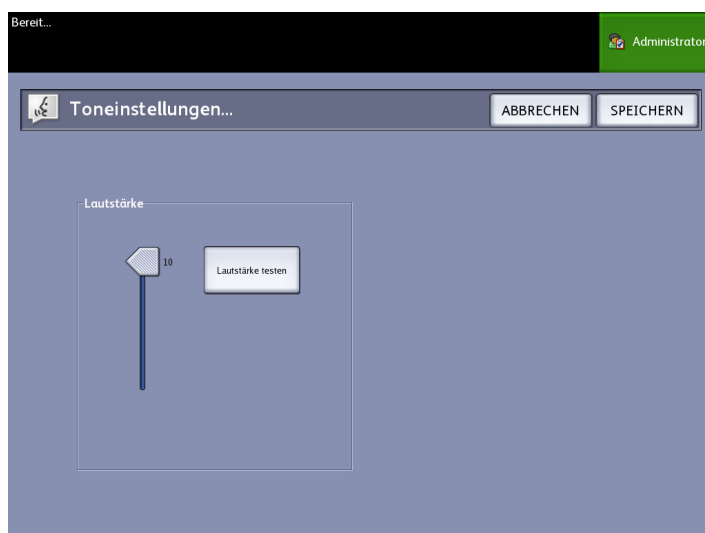 Bereit...
Administrator
Toneinstellungen...
ABBRECHEN
SPEICHERN
Lautstärke
10
Lautstärke testen